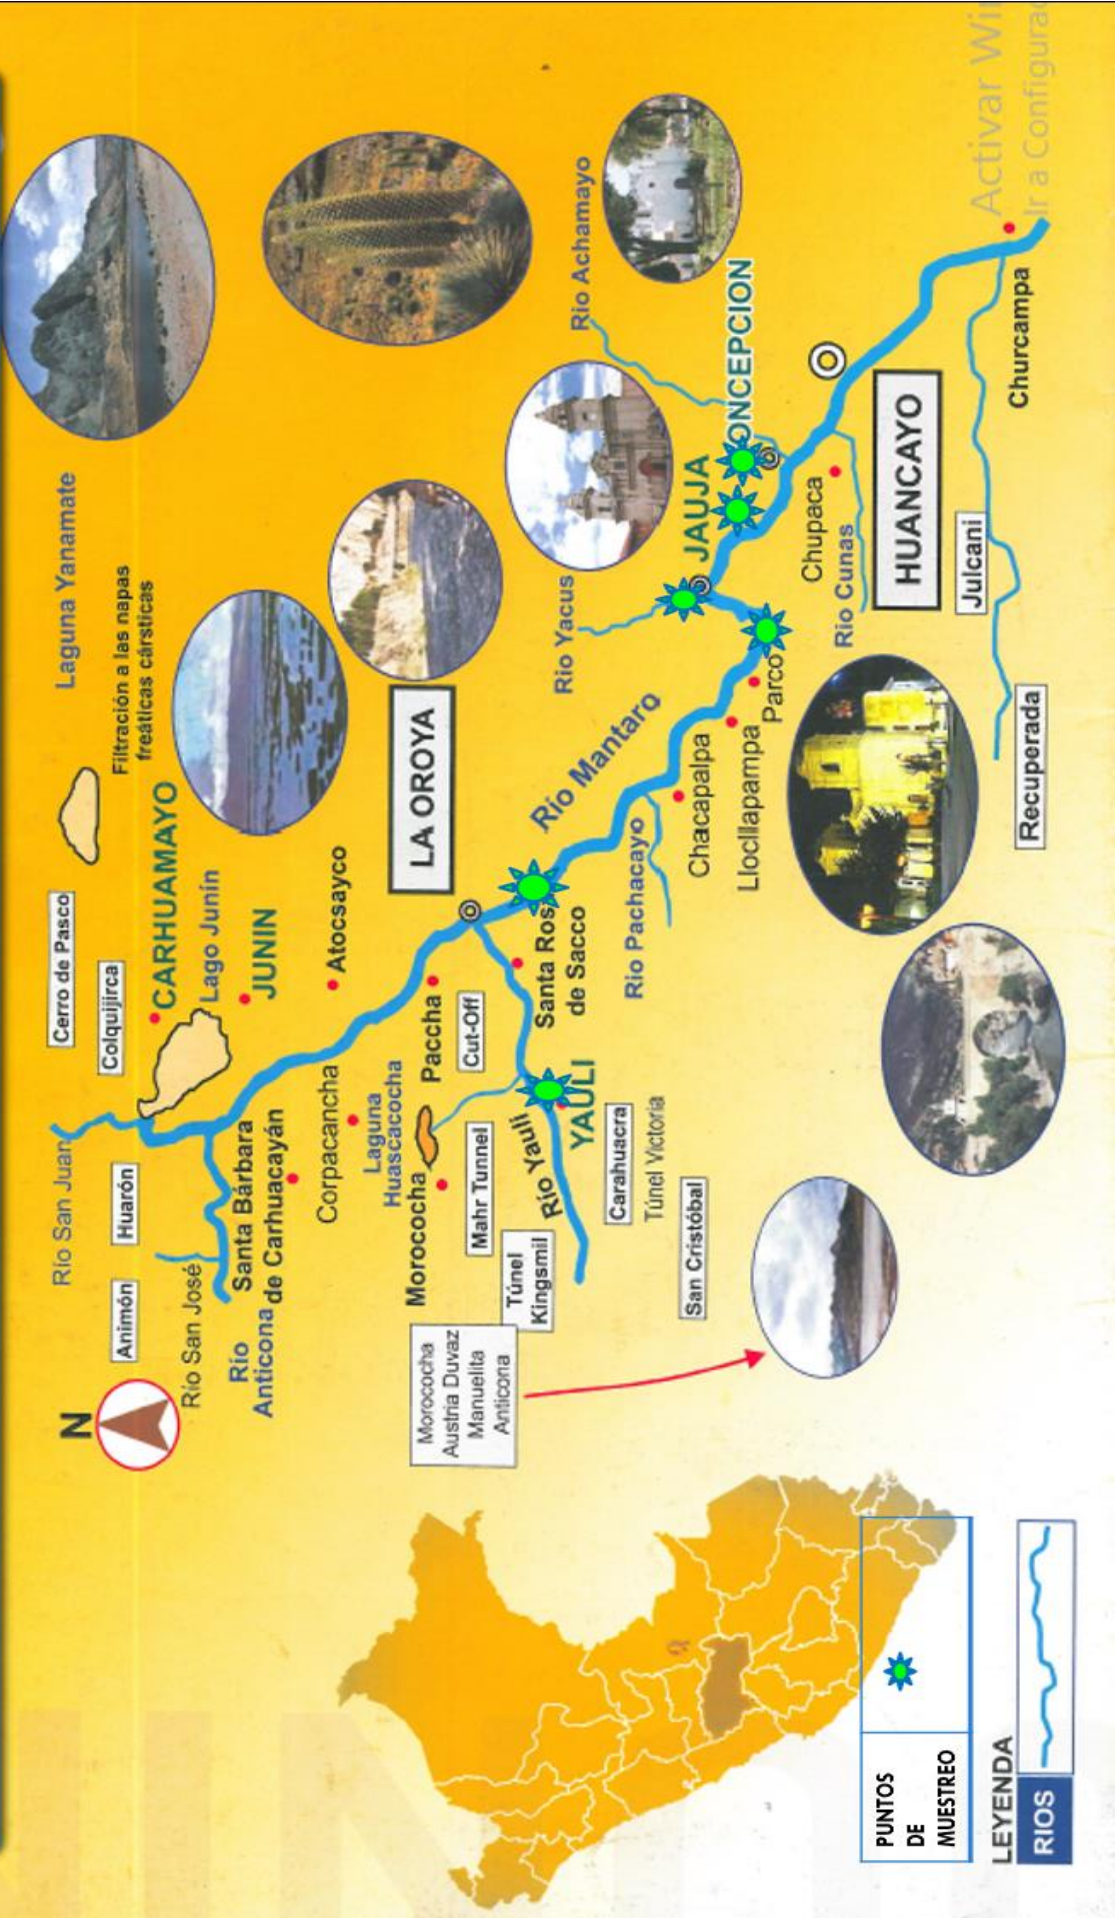 Activar Wi
Ir a Configurac
N
Río San Juan
Cerro de Pasco
Laguna Yanamate
Colquijirca
Filtración a las napas
freáticas cársticas
Animón
Huarón
CARHUAMAYO
Lago Junín
Río San José
Santa Bárbara
de Carhuacayán
JUNIN
Río
Anticona
Corpacancha
Atocsayco
Laguna
Huascacocha
LA OROYA
Morococha
Paccha
Cut-Off
Mahr Tunnel
Morococha
Austria Duvaz
Manuelita
Anticona
Túnel
Kingsmil
Río Yauli
YAULI
Santa Ros
de Sacco
Río Mantaro
Río Yacus
Río Achamayo
Carahuacra
Túnel Victoria
Río Pachacayo
San Cristóbal
Chacapalpa
Llocllapampa
Parco
JAUJA
ONCEPCION
Chupaca
Río Cunas
HUANCAYO
Julcani
Recuperada
Churcampa
PUNTOS
DE
MUESTREO
LEYENDA
RIOS